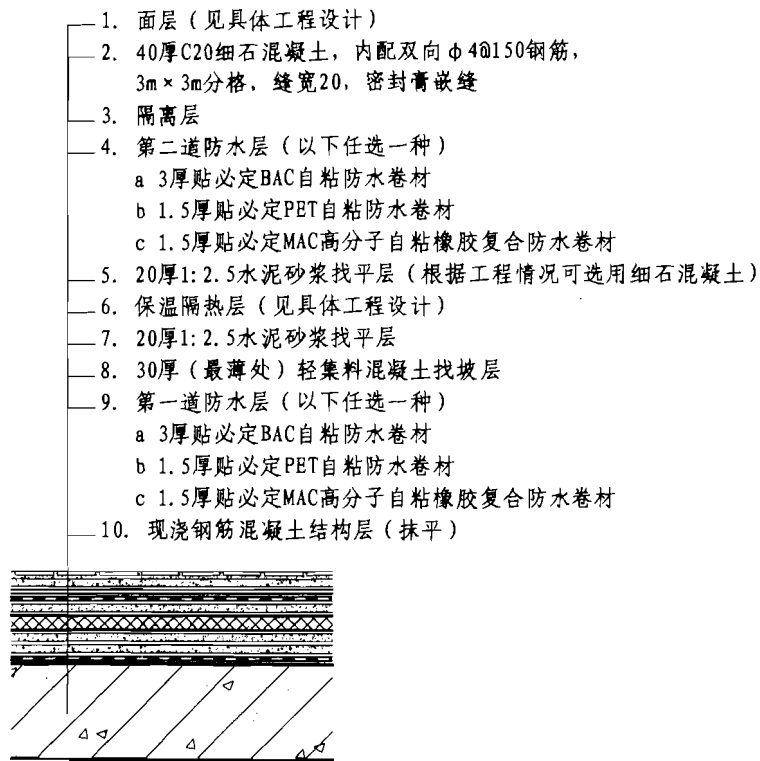 1. 面层（见具体工程设计）
2. 40厚C20细石混凝土，内配双向ф4@150钢筋，
3m×3m分格，缝宽20，密封膏嵌缝
3. 隔离层
4. 第二道防水层（以下任选一种）
a 3厚贴必定BAC自粘防水卷材
b 1.5厚贴必定PET自粘防水卷材
c 1.5厚贴必定MAC高分子自粘橡胶复合防水卷材
5. 20厚1:2.5水泥砂浆找平层（根据工程情况可选用细石混凝土）
6. 保温隔热层（见具体工程设计）
7. 20厚1:2.5水泥砂浆找平层
8. 30厚（最薄处）轻集料混凝土找坡层
9. 第一道防水层（以下任选一种）
a 3厚贴必定BAC自粘防水卷材
b 1.5厚贴必定PET自粘防水卷材
c 1.5厚贴必定MAC高分子自粘橡胶复合防水卷材
10. 现浇钢筋混凝土结构层（抹平）